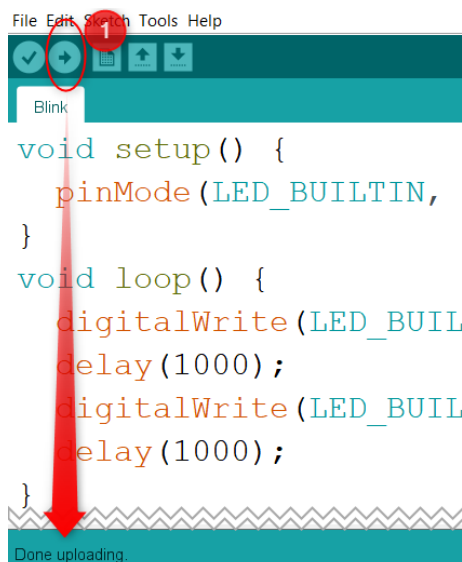 File Edit Sketch Tools Help
1
Blink
void setup() {
pinMode(LED_BUILTIN,
}
void loop() {
digitalWrite(LED_BUIL
delay(1000);
digitalWrite(LED_BUIL
delay(1000);
}
Done uploading.